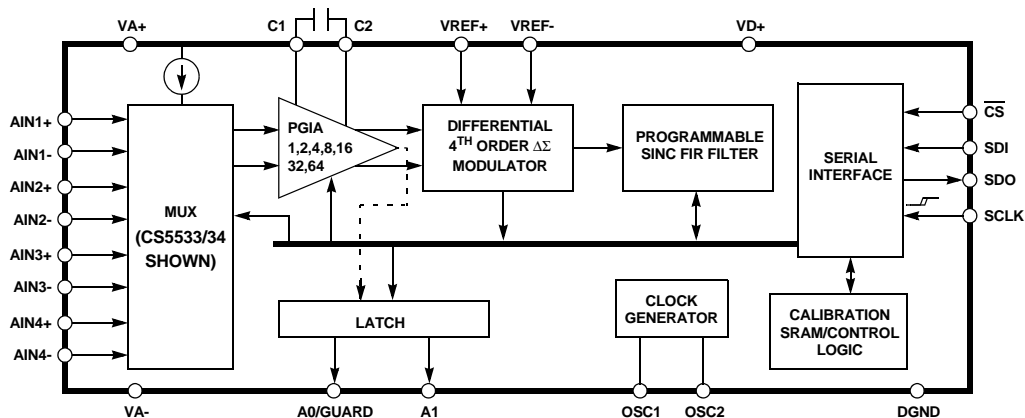 VA+
C1
C2
VREF+
VREF-
VD+
AIN1+
AIN1-
AIN2+
AIN2-
AIN3+
AIN3-
AIN4+
AIN4-
MUX
(CS5533/34
SHOWN)
PGIA
1,2,4,8,16
32,64
DIFFERENTIAL
4TH ORDER ΔΣ
MODULATOR
PROGRAMMABLE
SINC FIR FILTER
SERIAL
INTERFACE
CS
SDI
SDO
SCLK
LATCH
CLOCK
GENERATOR
CALIBRATION
SRAM/CONTROL
LOGIC
VA-
A0/GUARD
A1
OSC1
OSC2
DGND